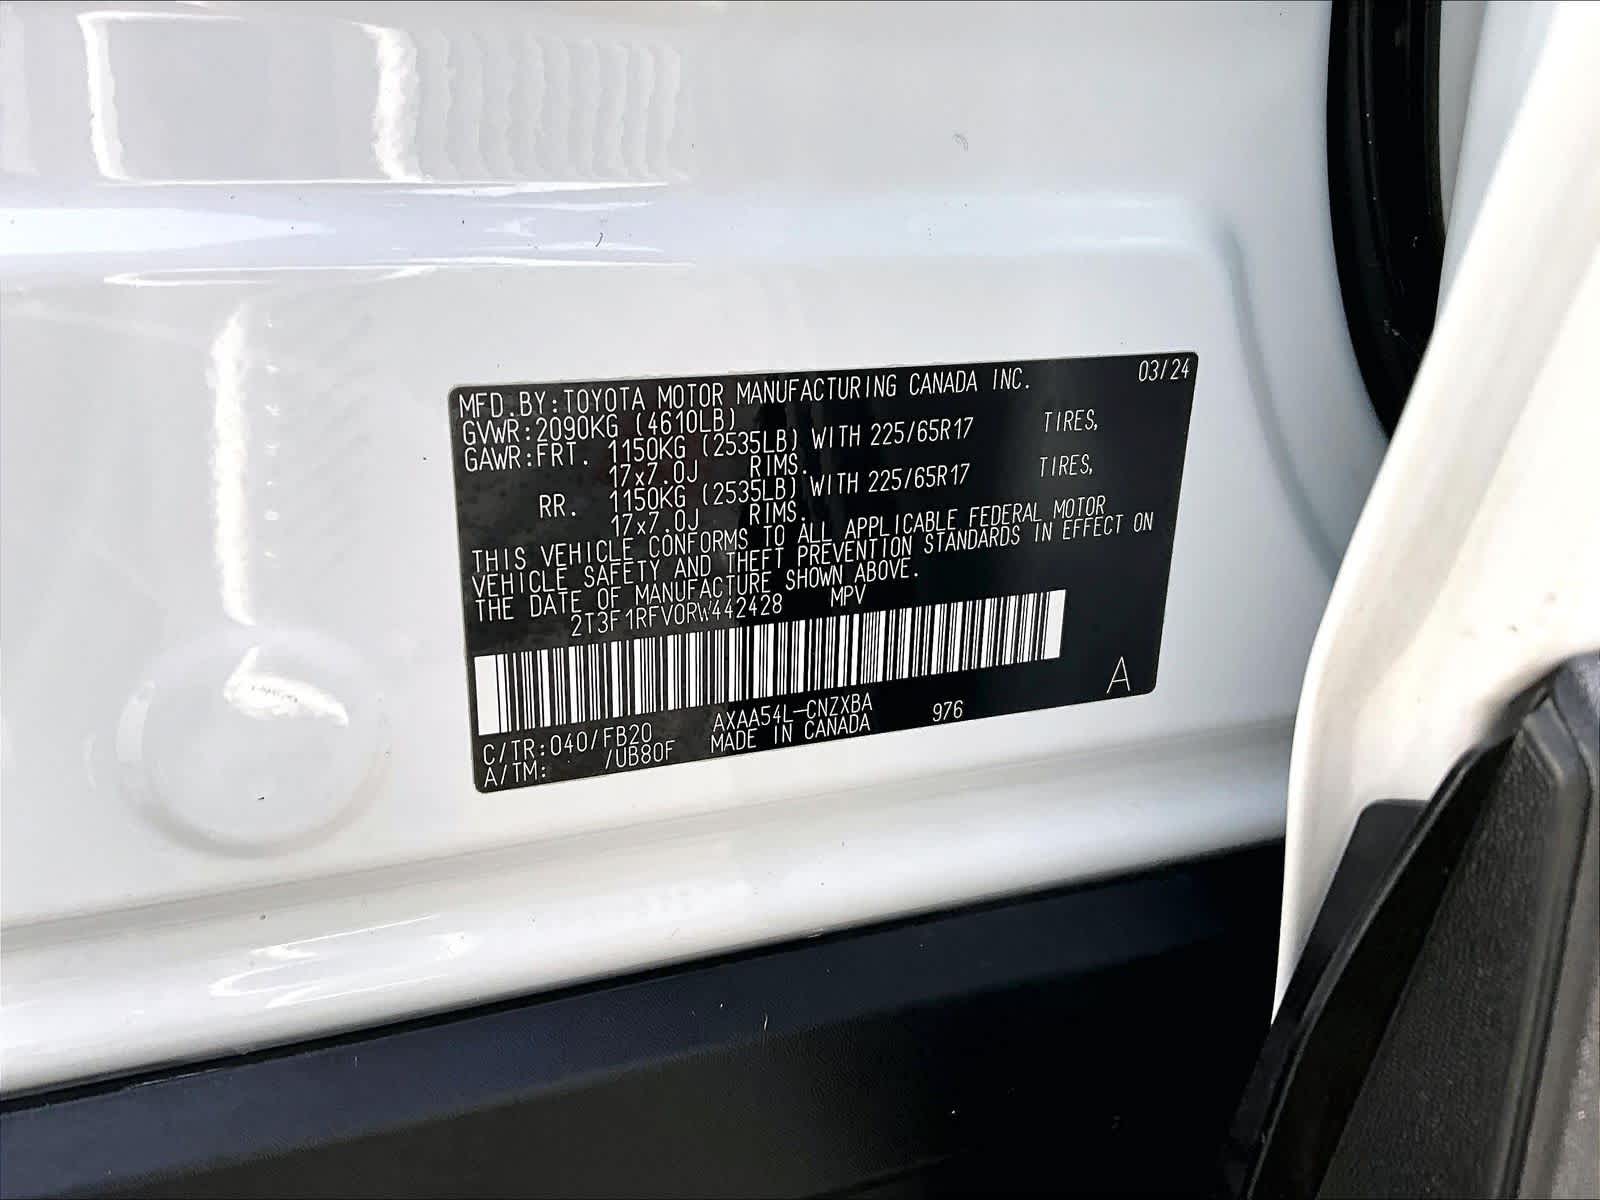 03/24
MFD.BY:TOYOTA MOTOR MANUFACTURING CANADA INC.
GVWR:2090KG (4610LB)
GAWR:FRT. 1150KG (2535LB) WITH 225/65R17 TIRES,
17x7.0J RIMS.
RR. 1150KG (2535LB) WITH 225/65R17 TIRES,
17x7.0J RIMS.
THIS VEHICLE CONFORMS TO ALL APPLICABLE FEDERAL MOTOR
VEHICLE SAFETY AND THEFT PREVENTION STANDARDS IN EFFECT ON
THE DATE OF MANUFACTURE SHOWN ABOVE.
2T3F1RFV0RW442428 MPV
A
C/TR:040/FB20 AXAA54L-CNZXBA 976
A/TM: /UB80F MADE IN CANADA